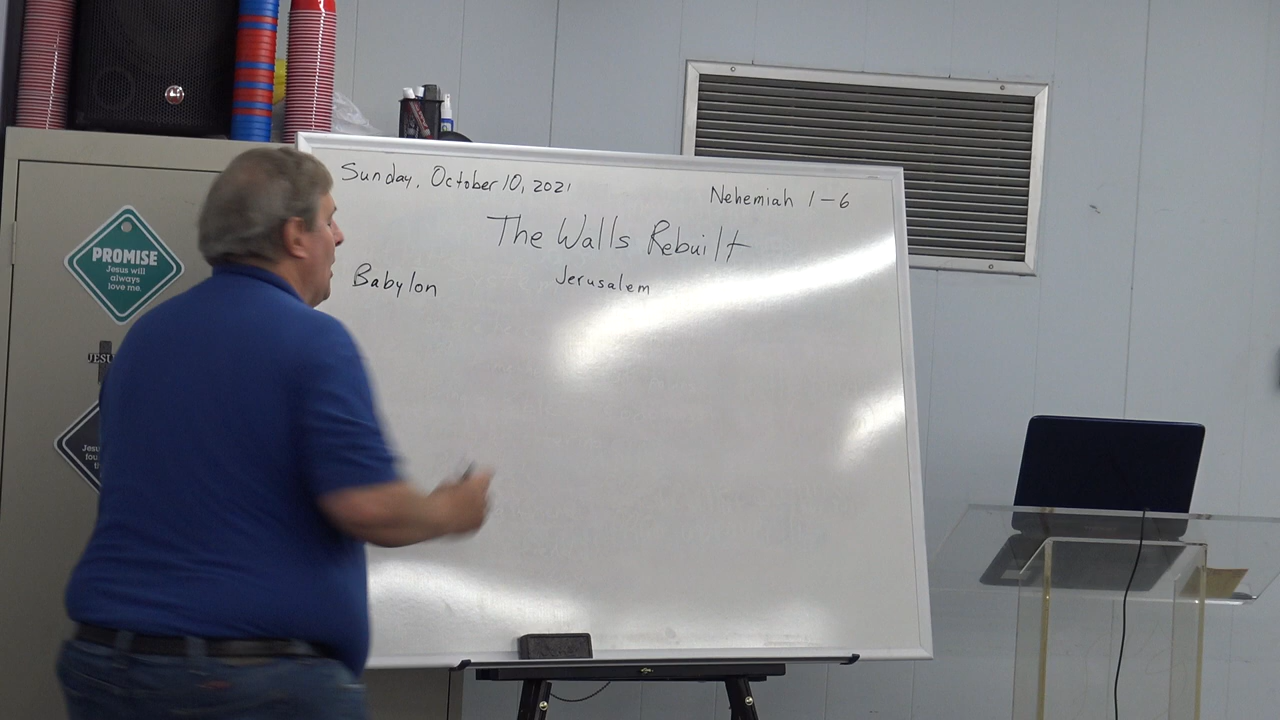 Sunday, October 10, 2021
Nehemiah 1-6
The Walls Rebuilt
Babylon
Jerusalem
PROMISE
Jesus will
always
love me.